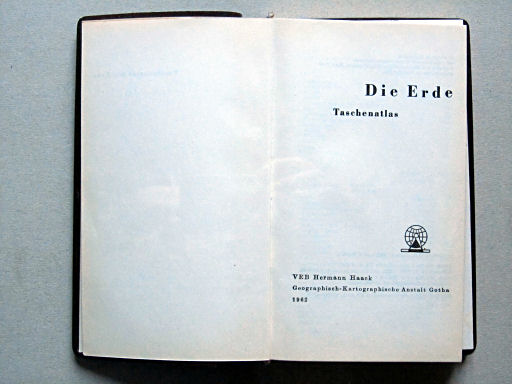 Die Erde
Taschenatlas
VEB Hermann Haack
Geographisch-Kartographische Anstalt Gotha
1962